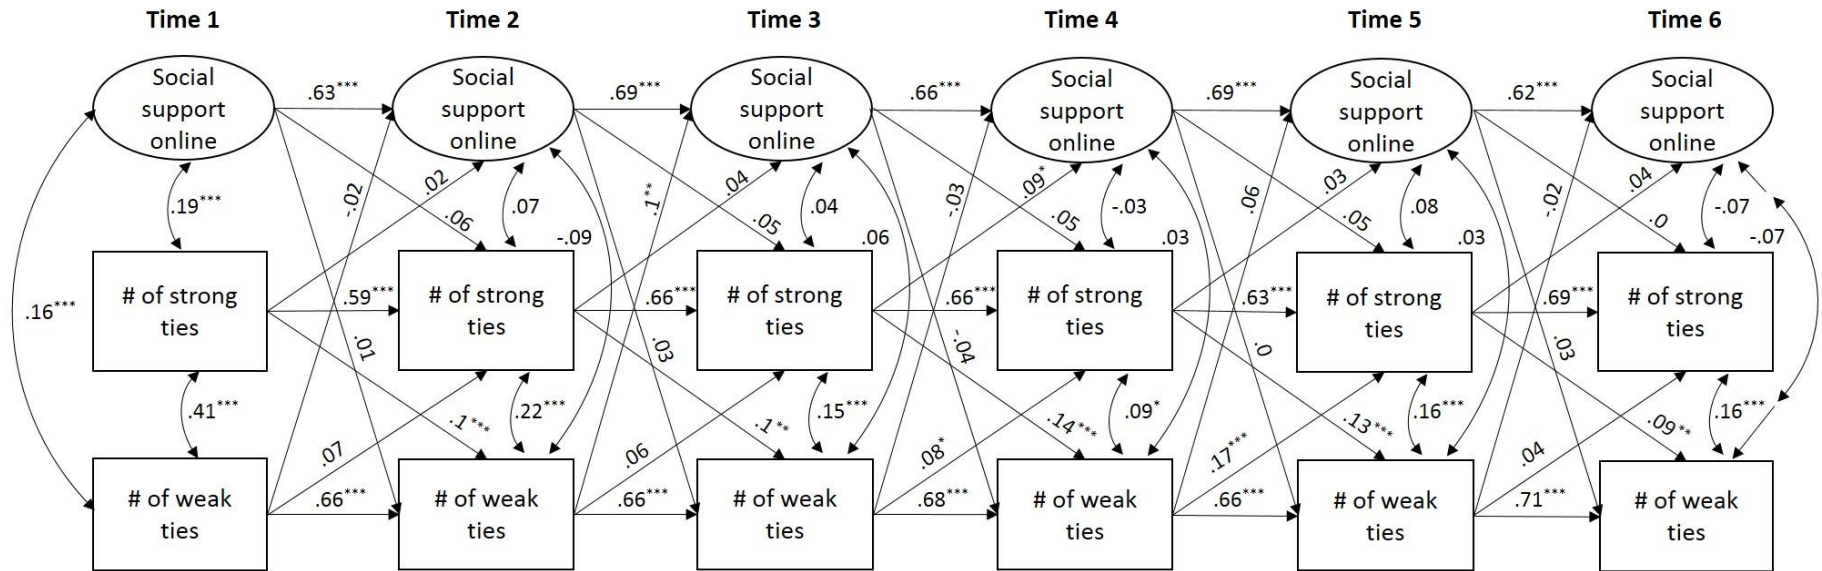 Time 1 Time 2 Time 3 Time 4 Time 5 Time 6
Social support online
Social support online
Social support online
Social support online
Social support online
Social support online
.63*** .69*** .66*** .69*** .62***
-.02 .02 .1** .04 -.03 .09* .06 .03 -.02 .04
.19*** .06 .07 .05 .04 .05 -.03 .05 .08 .0 -.07
-.09 .06 .03 .03 -.07
# of strong ties
# of strong ties
# of strong ties
# of strong ties
# of strong ties
# of strong ties
.16*** .59*** .66*** .66*** .63*** .69***
.01 .03 -.04 .0 .03
.41*** .1*** .22*** .1** .15*** .14*** .09* .13*** .16*** .09** .16***
.07 .06 .08* .17*** .04
# of weak ties
# of weak ties
# of weak ties
# of weak ties
# of weak ties
# of weak ties
.66*** .66*** .68*** .66*** .71***